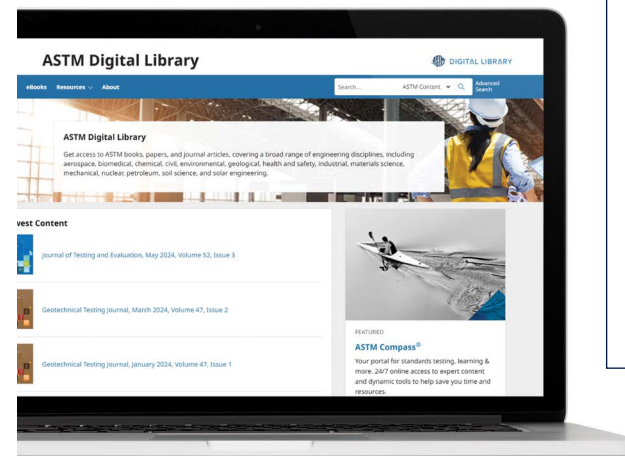 ASTM Digital Library
DIGITAL LIBRARY
eBooks Resources About
Search... ASTM Content Advanced
Search
ASTM Digital Library
Get access to ASTM books, papers, and journal articles, covering a broad range of engineering disciplines, including
aerospace, biomedical, chemical, civil, environmental, geological, health and safety, industrial, materials science,
mechanical, nuclear, petroleum, soil science, and solar engineering.
west Content
Journal of Testing and Evaluation, May 2024, Volume 52, Issue 3
Geotechnical Testing Journal, March 2024, Volume 47, Issue 2
Geotechnical Testing Journal, January 2024, Volume 47, Issue 1
FEATURED
ASTM Compass®
Your portal for standards testing, learning &
more. 24/7 online access to expert content
and dynamic tools to help save you time and
resources.